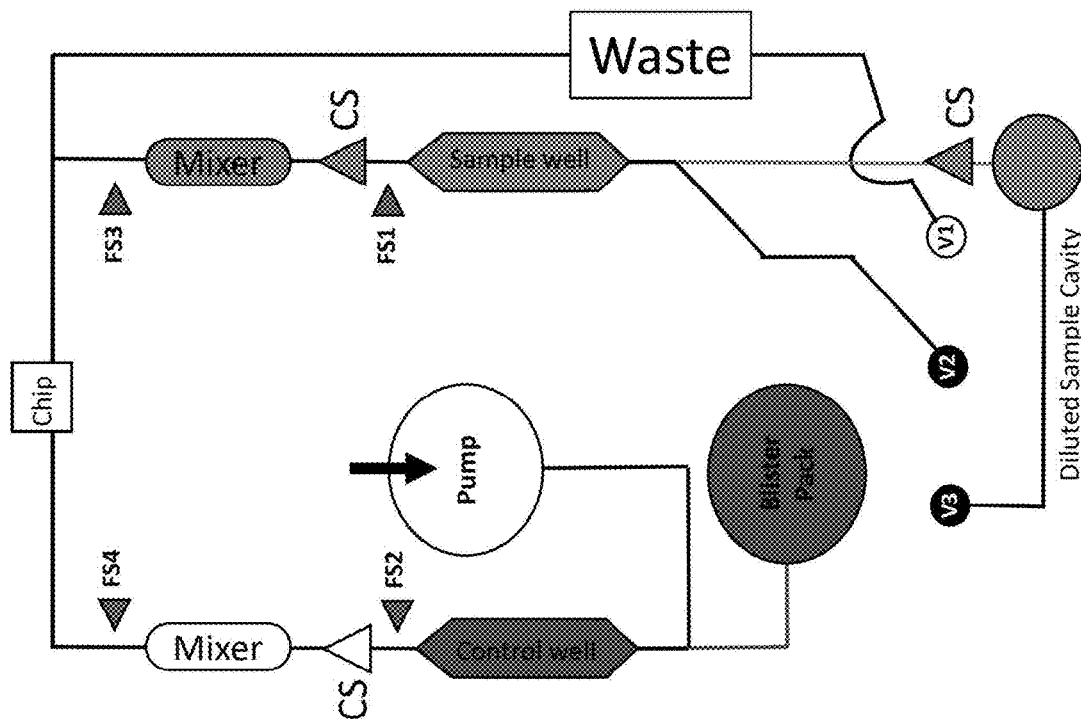 Waste
CS
Mixer
CS
Sample well
FS3
FS1
V1
Chip
V2
Pump
Blister
Pack
V3
Diluted Sample Cavity
FS4
FS2
Mixer
CS
Control well